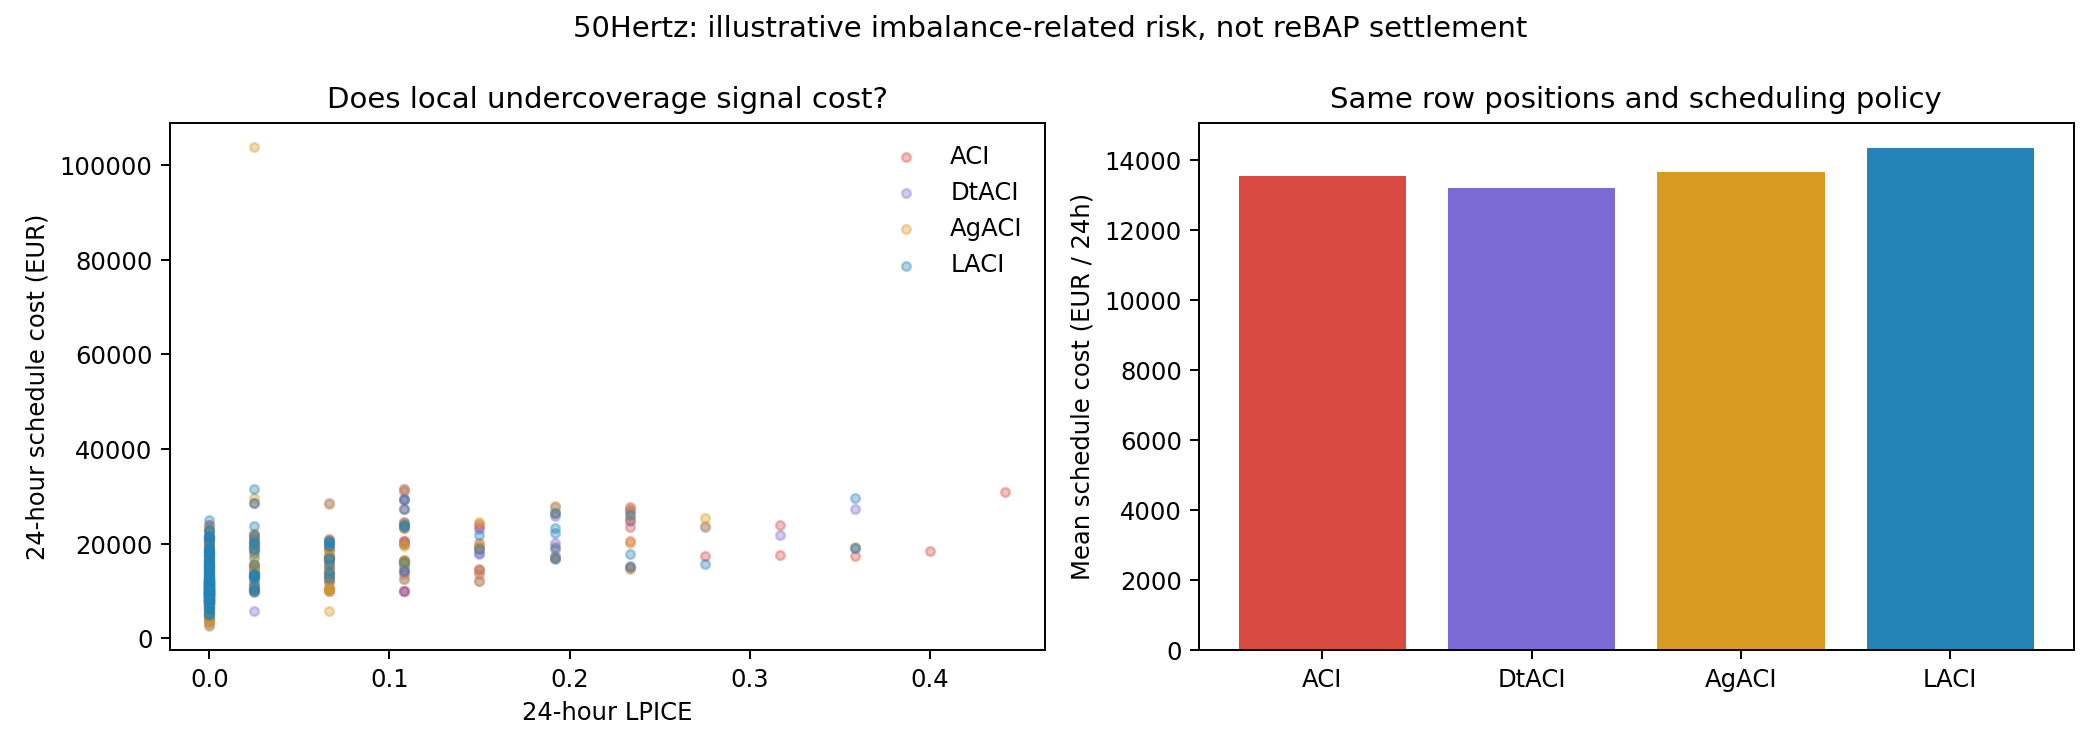 50Hertz: illustrative imbalance-related risk, not reBAP settlement
Does local undercoverage signal cost?
24-hour schedule cost (EUR)
100000
80000
60000
40000
20000
0
ACI
DtACI
AgACI
LACI
0.0
0.1
0.2
0.3
0.4
24-hour LPICE
Same row positions and scheduling policy
Mean schedule cost (EUR / 24h)
14000
12000
10000
8000
6000
4000
2000
0
ACI
DtACI
AgACI
LACI